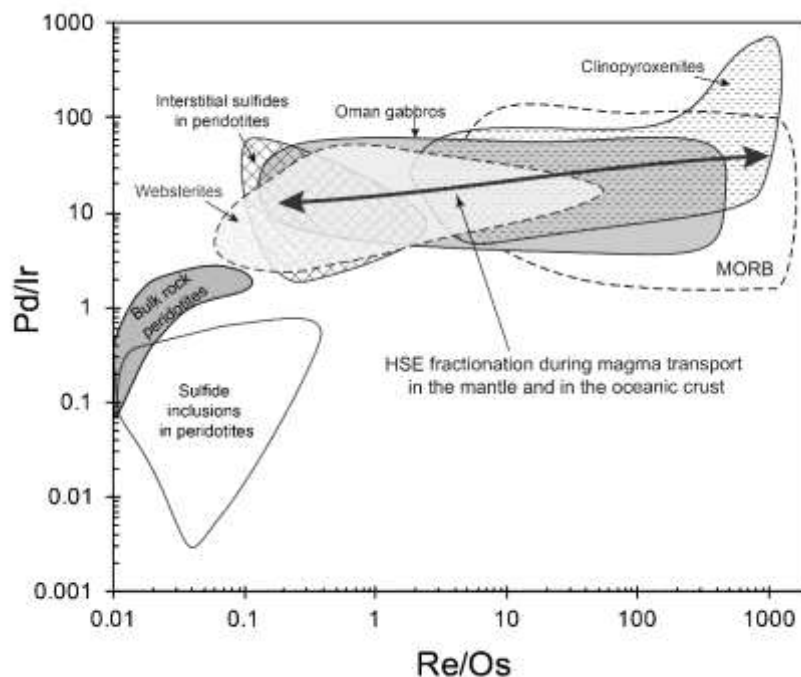 1000
100
10
1
0.1
0.01
0.001
Pd/Ir
Clinopyroxenites
Interstitial sulfides
in peridotites
Oman gabbros
Websterites
MORB
Bulk rock
peridotites
HSE fractionation during magma transport
in the mantle and in the oceanic crust
Sulfide
inclusions
in peridotites
0.01
0.1
1
10
100
1000
Re/Os